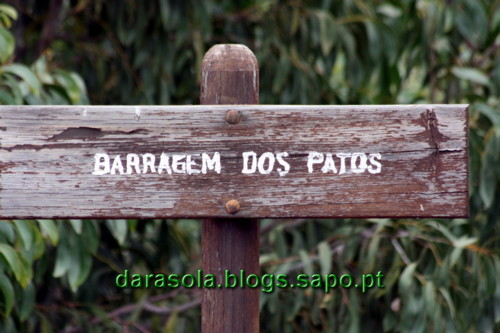 BARRAGEM DOS PATOS
darasola.blogs.sapo.pt